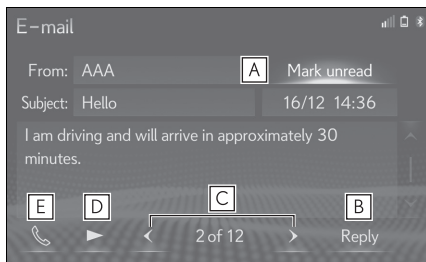 E-mail
From: AAA A Mark unread
Subject: Hello 16/12 14:36
I am driving and will arrive in approximately 30
minutes.
E D C B
2 of 12 Reply